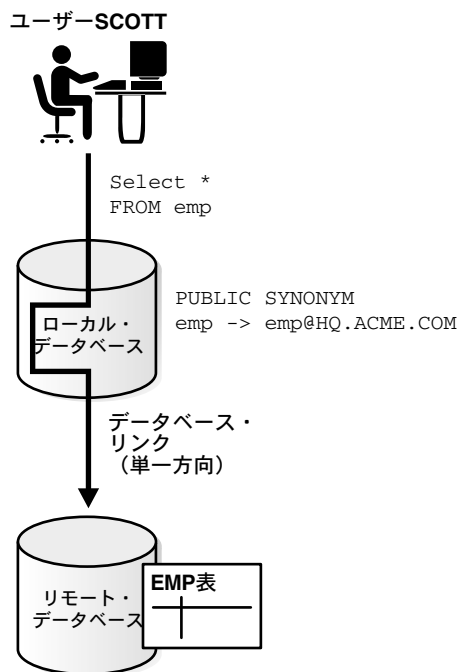 ユーザーSCOTT
Select *
FROM emp
PUBLIC SYNONYM
emp -> emp@HQ.ACME.COM
ローカル・
データベース
データベース・
リンク
（単一方向）
EMP表
リモート・
データベース